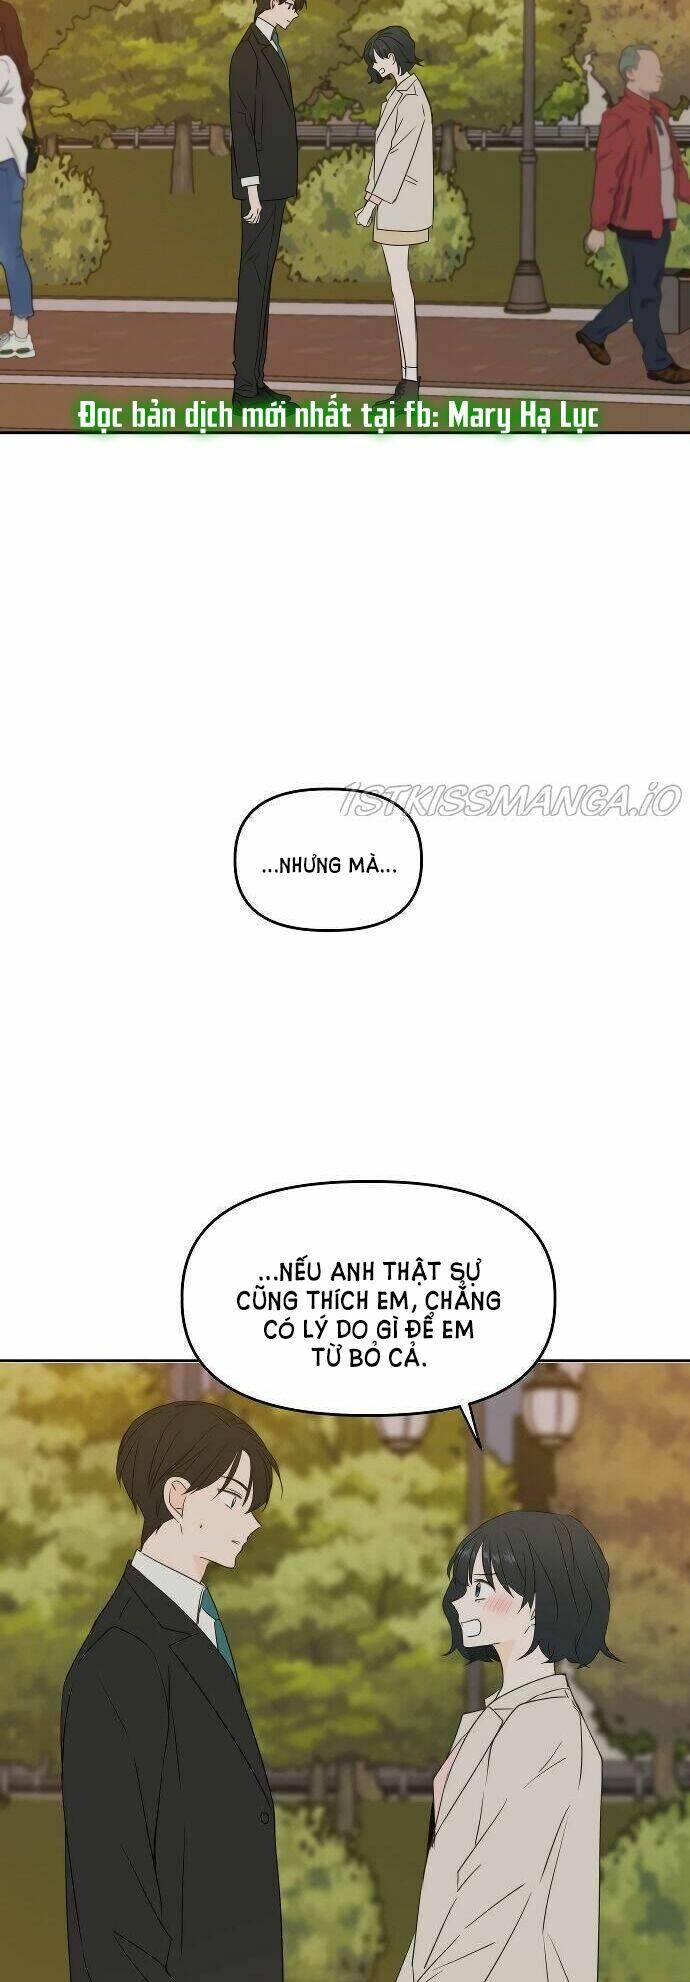 Đọc bản dịch mới nhất tại fb: Mary Hạ Lục
1STKISSMANGA.IO
...NHƯNG MÀ...
...NẾU ANH THẬT SỰ
CŨNG THÍCH EM, CHẲNG
CÓ LÝ DO GÌ ĐỂ EM
TỪ BỎ CẢ.